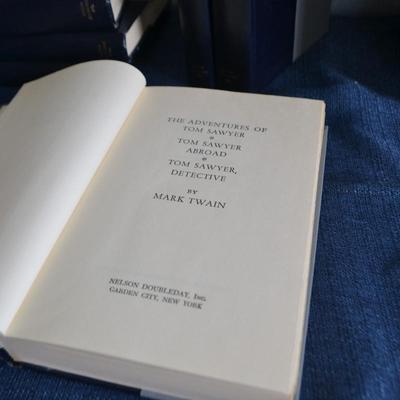 THE ADVENTURES OF
TOM SAWYER
TOM SAWYER
ABROAD
TOM SAWYER,
DETECTIVE
BY
MARK TWAIN
NELSON DOUBLEDAY, Inc.
GARDEN CITY, NEW YORK